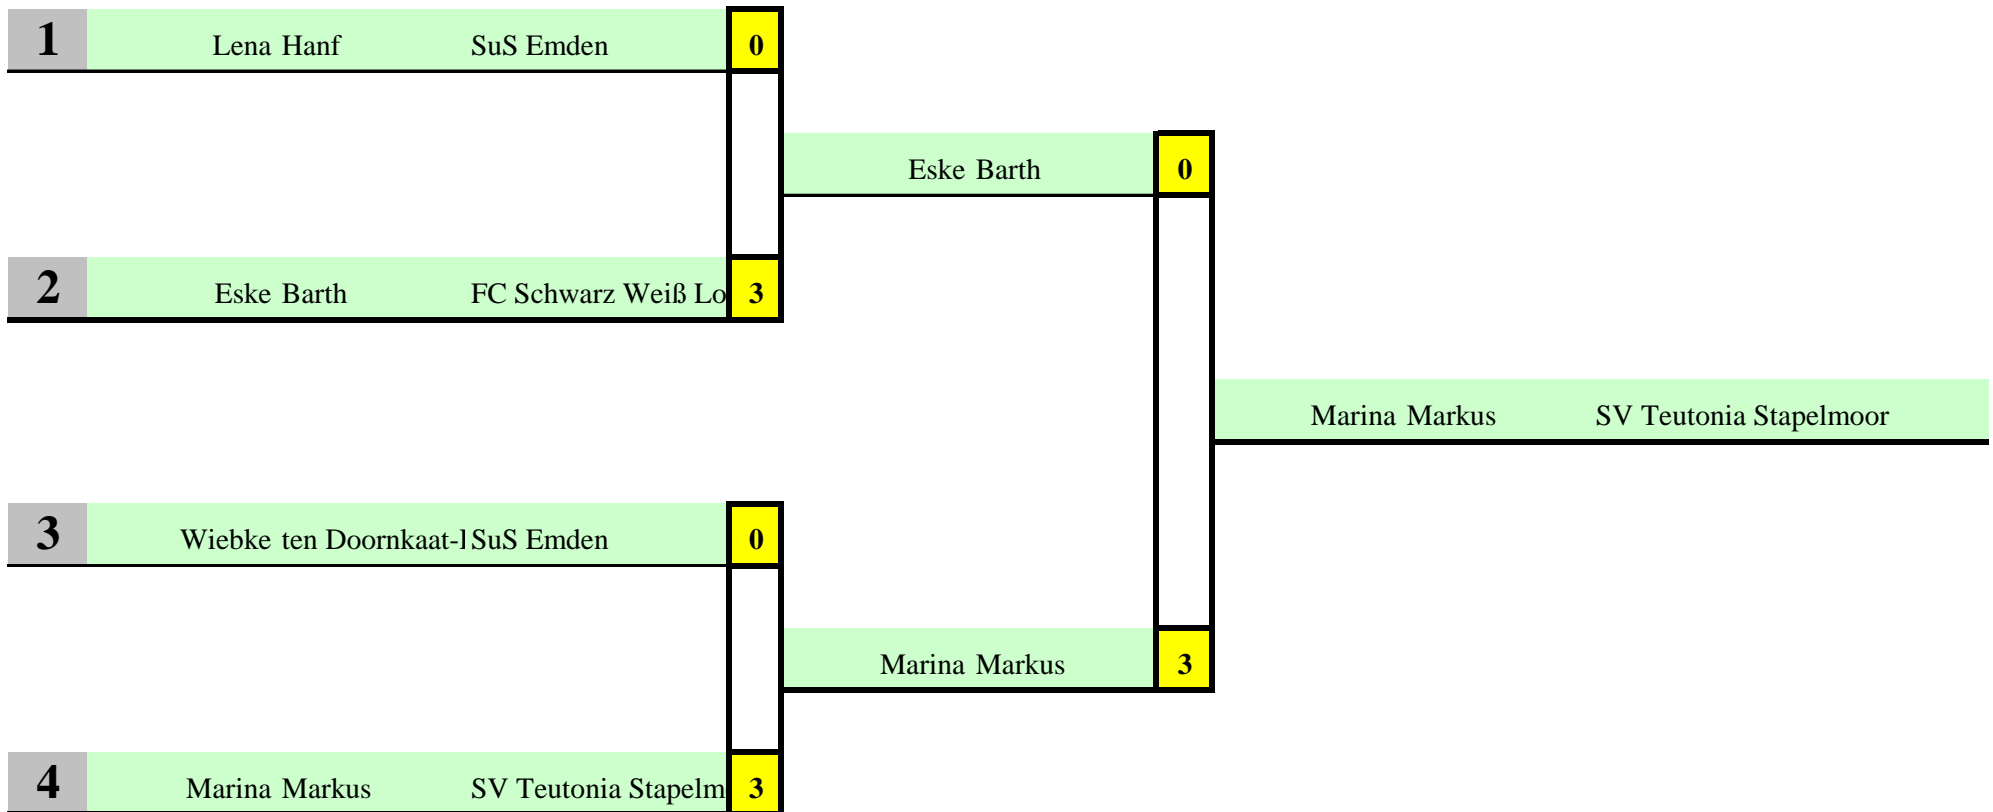 1 Lena Hanf SuS Emden 0
Eske Barth 0
2 Eske Barth FC Schwarz Weiß Lo 3
Marina Markus SV Teutonia Stapelmoor
3 Wiebke ten Doornkaat- SuS Emden 0
Marina Markus 3
4 Marina Markus SV Teutonia Stapelm 3